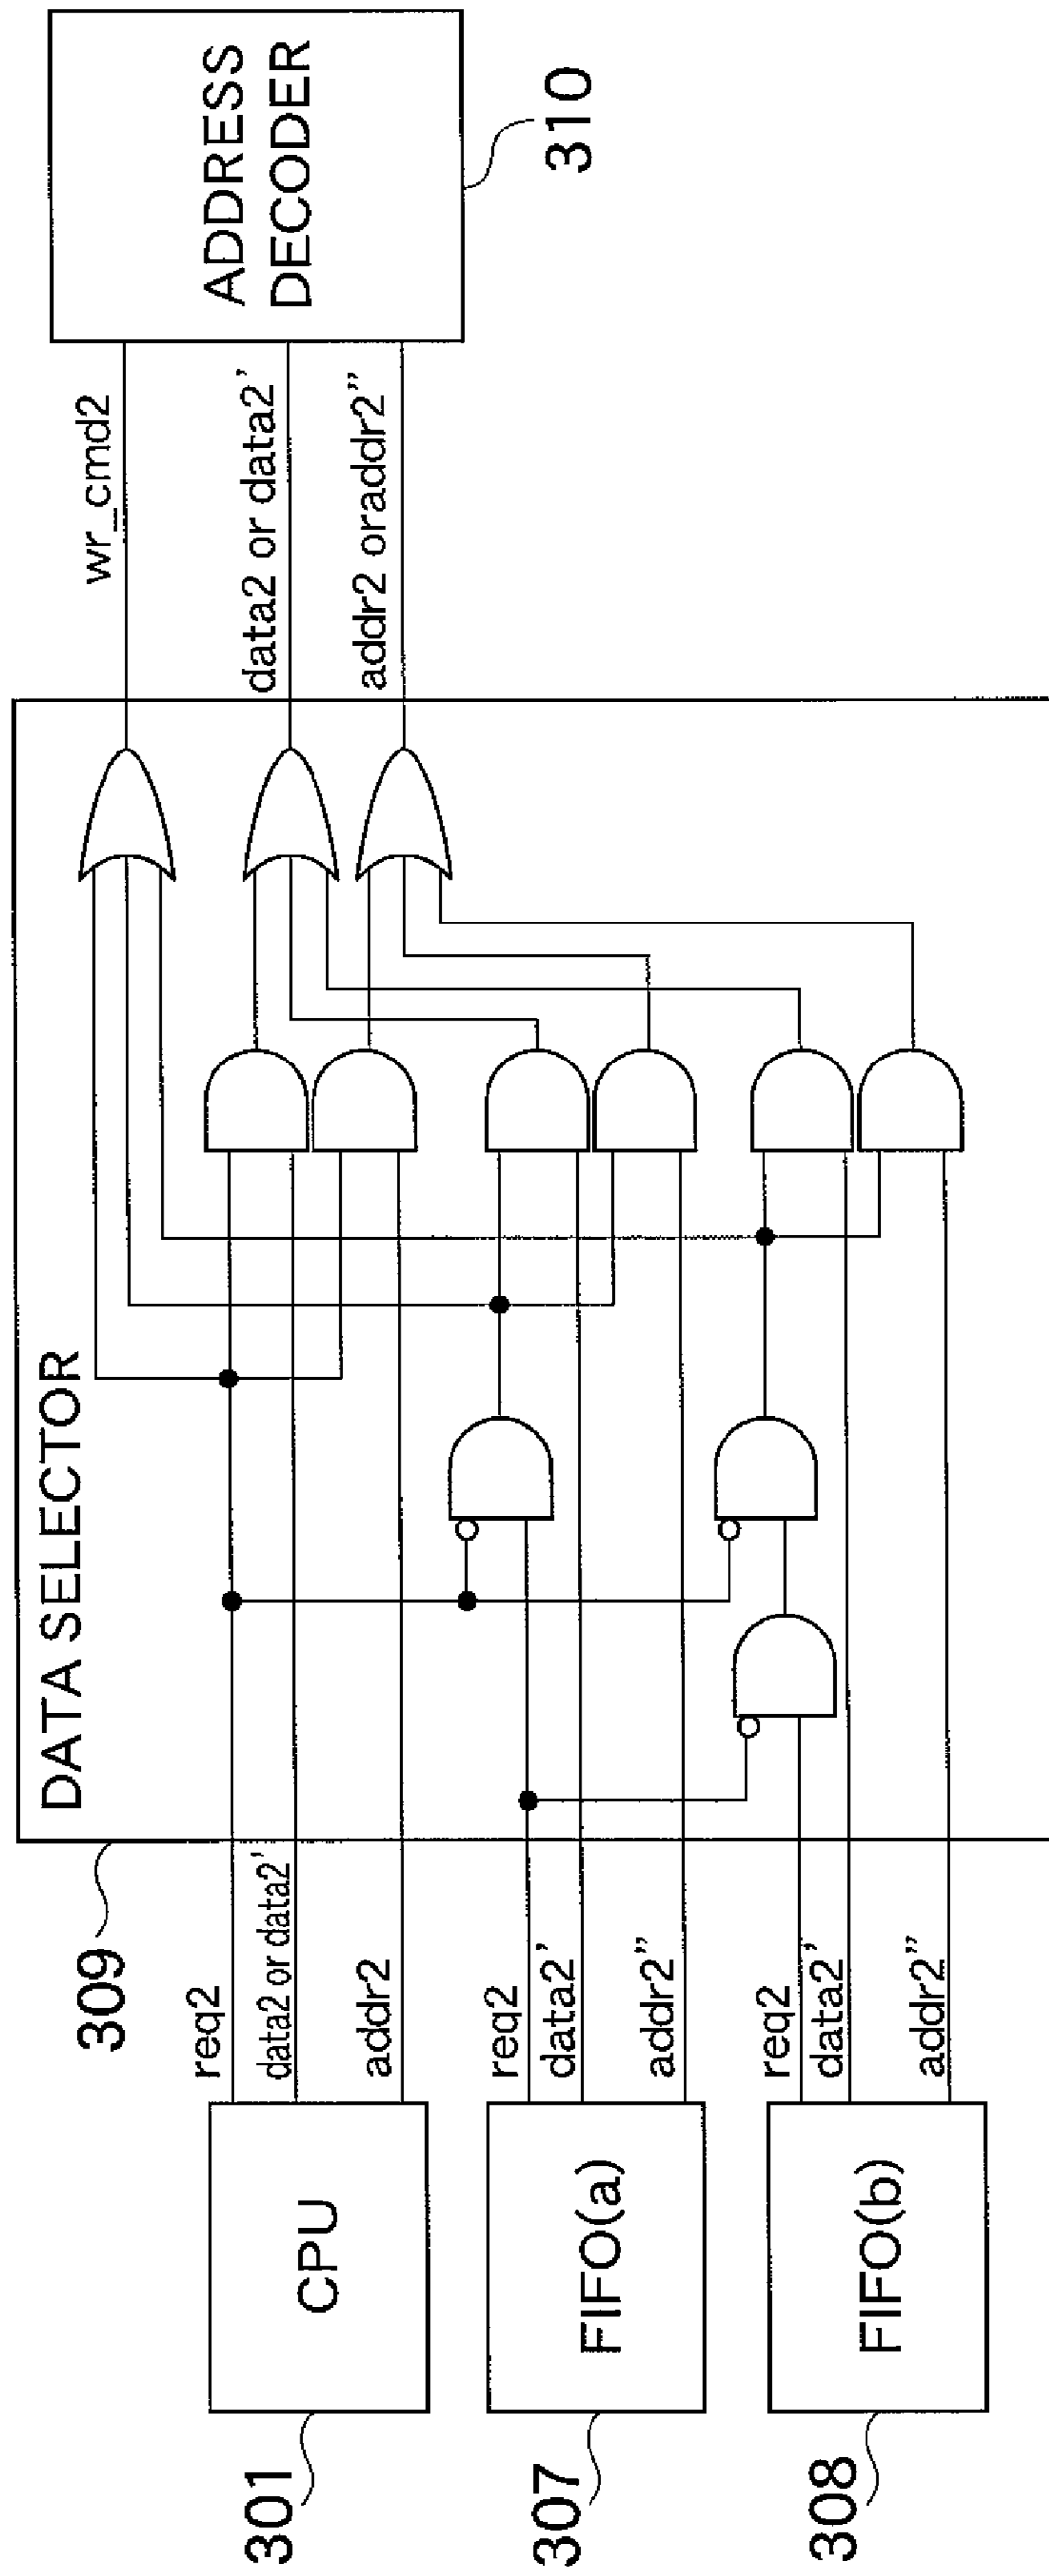 309
DATA SELECTOR
301
CPU
req2
data2 or data2'
addr2
307
FIFO(a)
req2
data2'
addr2"
308
FIFO(b)
req2
data2'
addr2"
wr_cmd2
data2 or data2'
addr2 oraddr2"
ADDRESS
DECODER
310